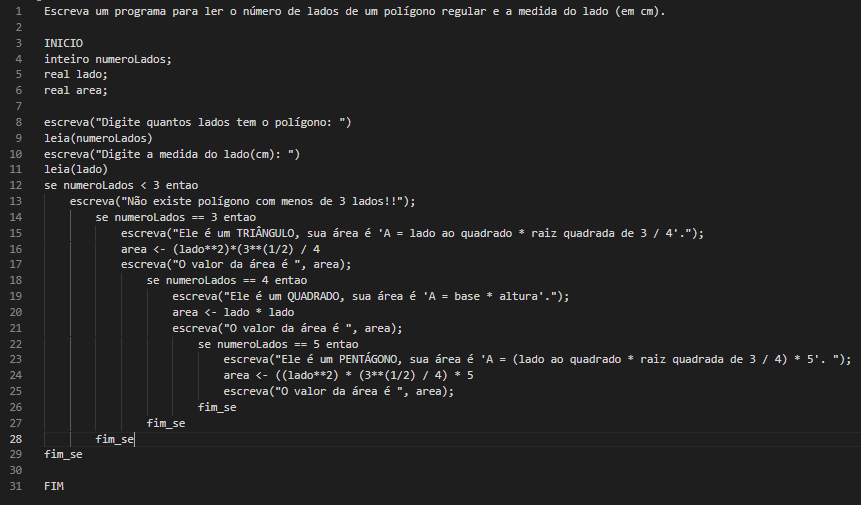 1 Escreva um programa para ler o número de lados de um polígono regular e a medida do lado (em cm).
2
3 INICIO
4 inteiro numeroLados;
5 real lado;
6 real area;
7
8 escreva("Digite quantos lados tem o polígono: ")
9 leia(numeroLados)
10 escreva("Digite a medida do lado(cm): ")
11 leia(lado)
12 se numeroLados < 3 entao
13     escreva("Não existe polígono com menos de 3 lados!!");
14         se numeroLados == 3 entao
15             escreva("Ele é um TRIÂNGULO, sua área é 'A = lado ao quadrado * raiz quadrada de 3 / 4'.");
16             area <- (lado**2)*(3**(1/2) / 4
17             escreva("O valor da área é ", area);
18                 se numeroLados == 4 entao
19                     escreva("Ele é um QUADRADO, sua área é 'A = base * altura'.");
20                     area <- lado * lado
21                     escreva("O valor da área é ", area);
22                         se numeroLados == 5 entao
23                             escreva("Ele é um PENTÁGONO, sua área é 'A = (lado ao quadrado * raiz quadrada de 3 / 4) * 5'. ");
24                             area <- ((lado**2) * (3**(1/2) / 4) * 5
25                             escreva("O valor da área é ", area);
26                         fim_se
27                 fim_se
28         fim_se
29 fim_se
30
31 FIM